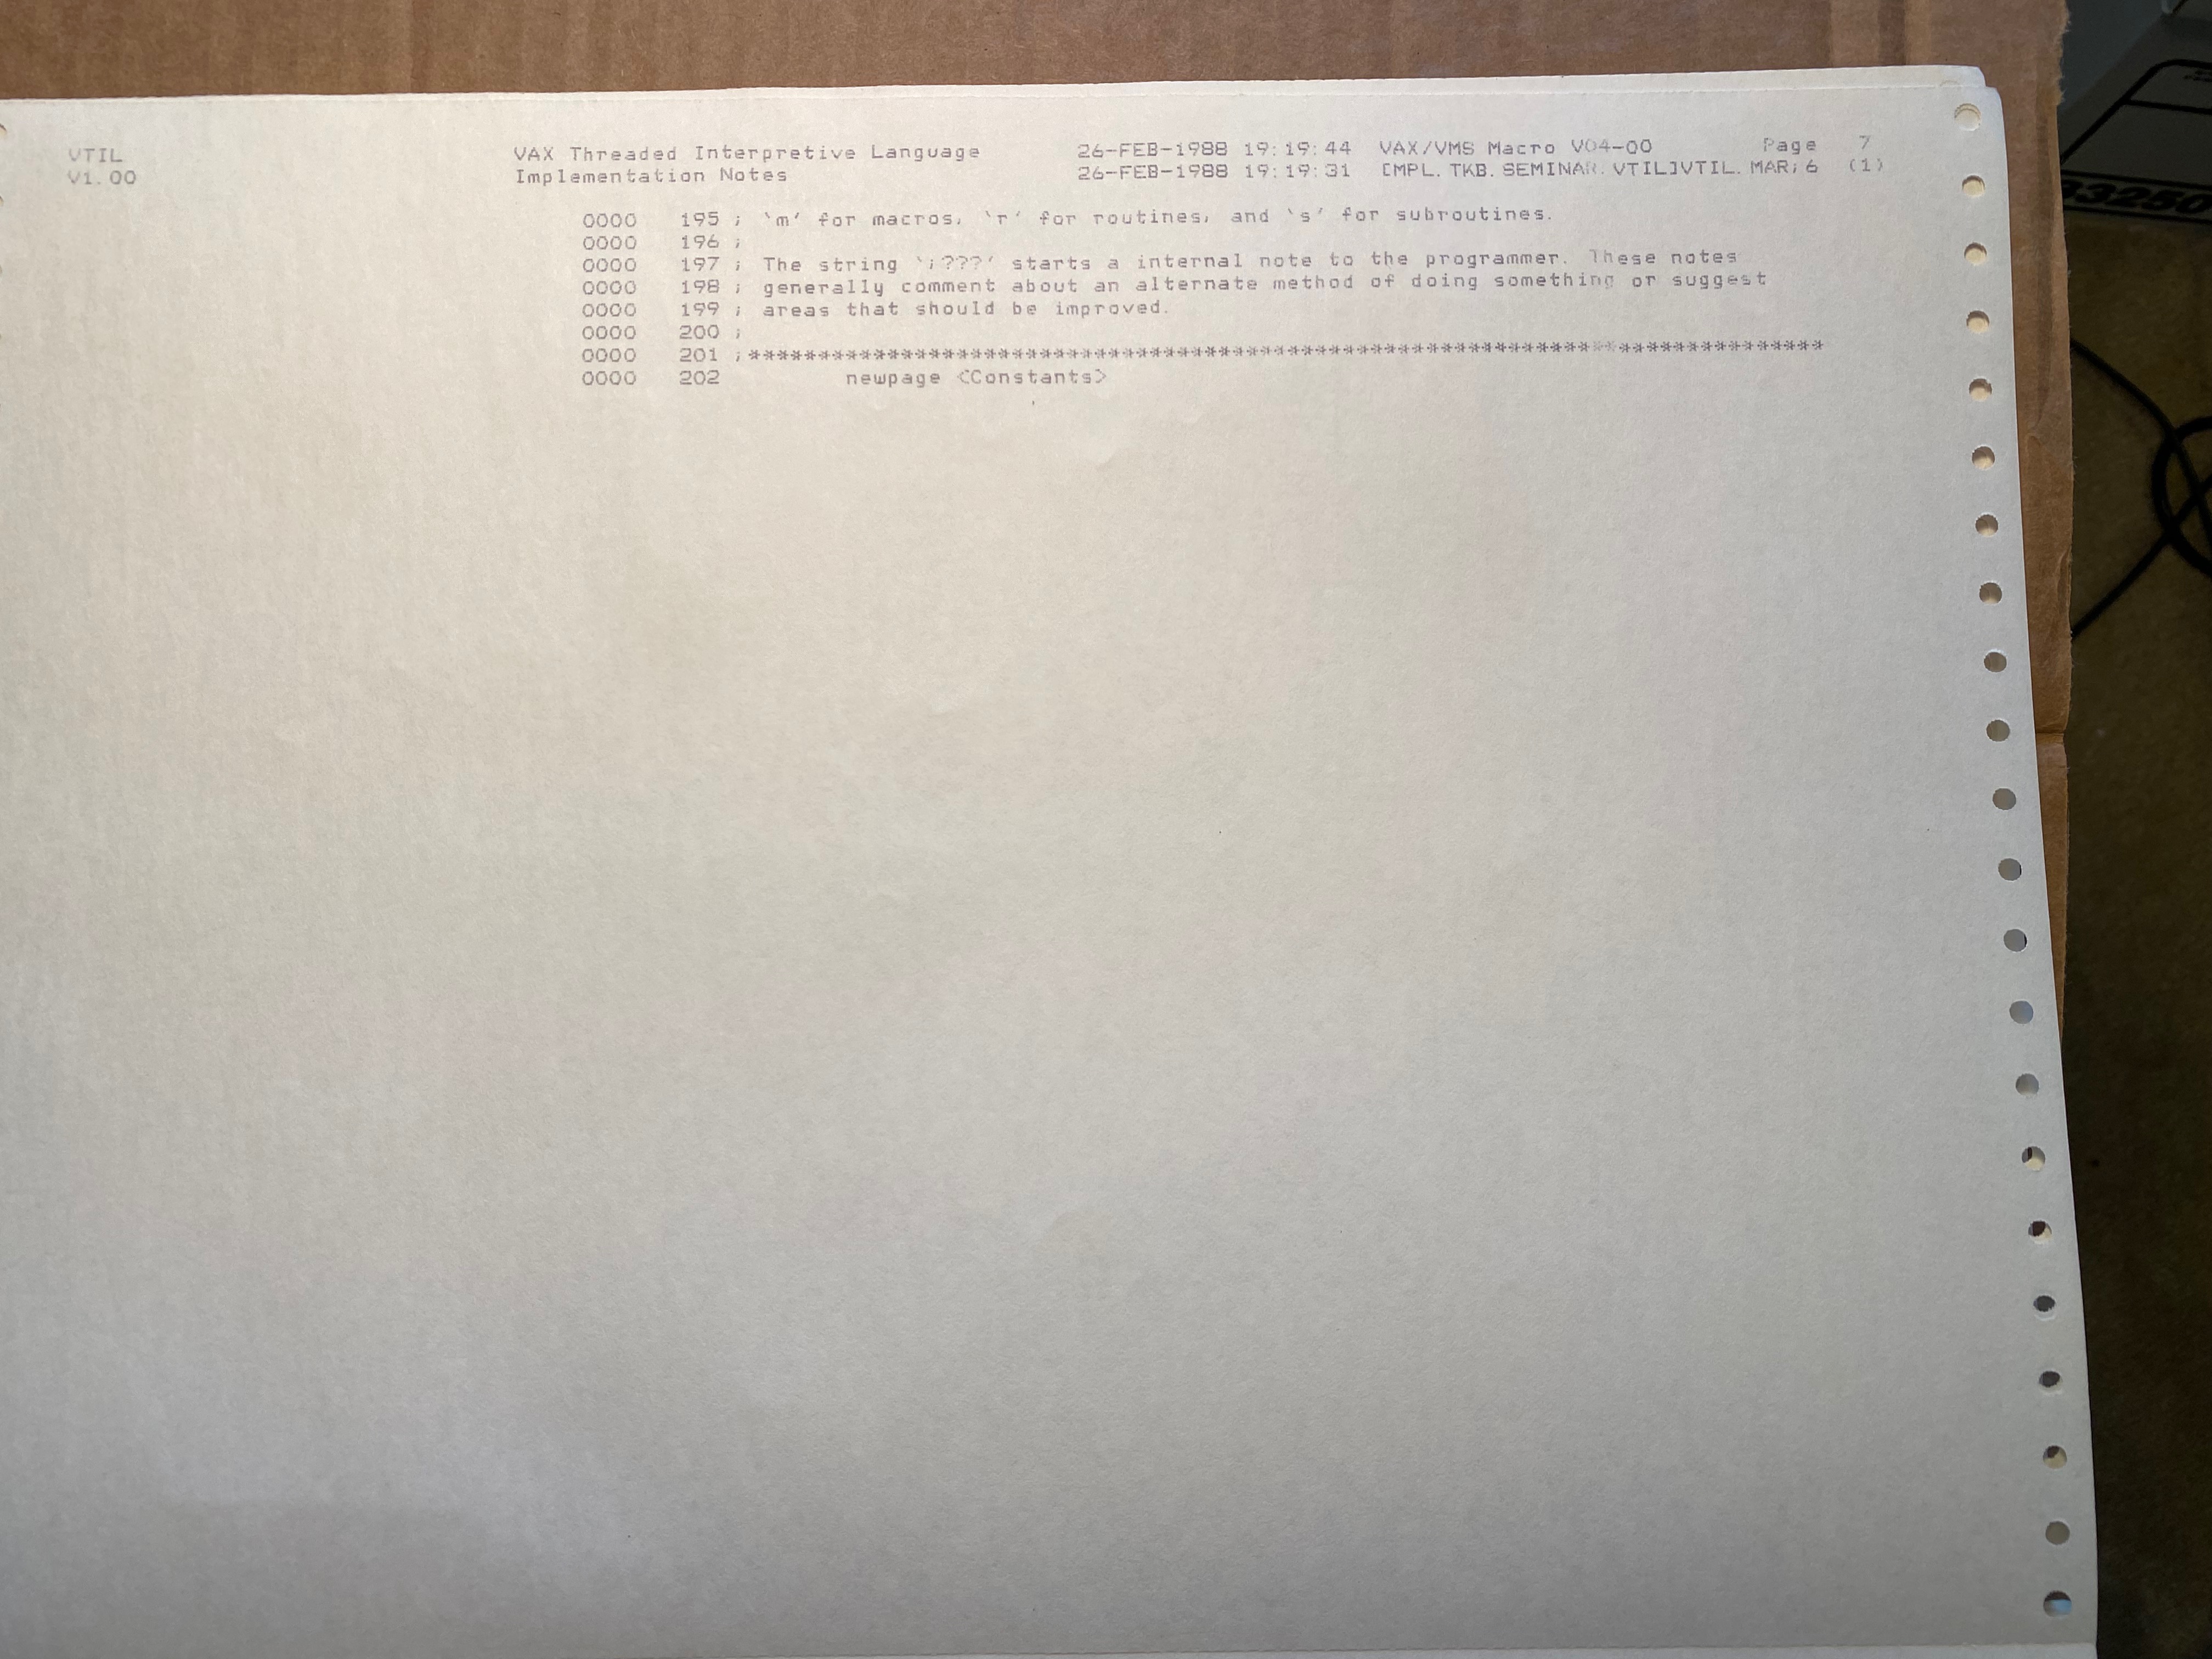 VTIL VAX Threaded Interpretive Language 26-FEB-1988 19:19:44 VAX/VMS Macro V04-00 Page 7
V1.00 Implementation Notes 26-FEB-1988 19:19:31 [MPL.TKB.SEMINAR.VTIL]VTIL.MAR;6 (1)
0000 195 ; `m' for macros, `r' for routines, and `s' for subroutines.
0000 196 ;
0000 197 ; The string `;???' starts a internal note to the programmer. These notes
0000 198 ; generally comment about an alternate method of doing something or suggest
0000 199 ; areas that should be improved.
0000 200 ;
0000 201 ;******************************************************************************
0000 202 newpage <Constants>
63250